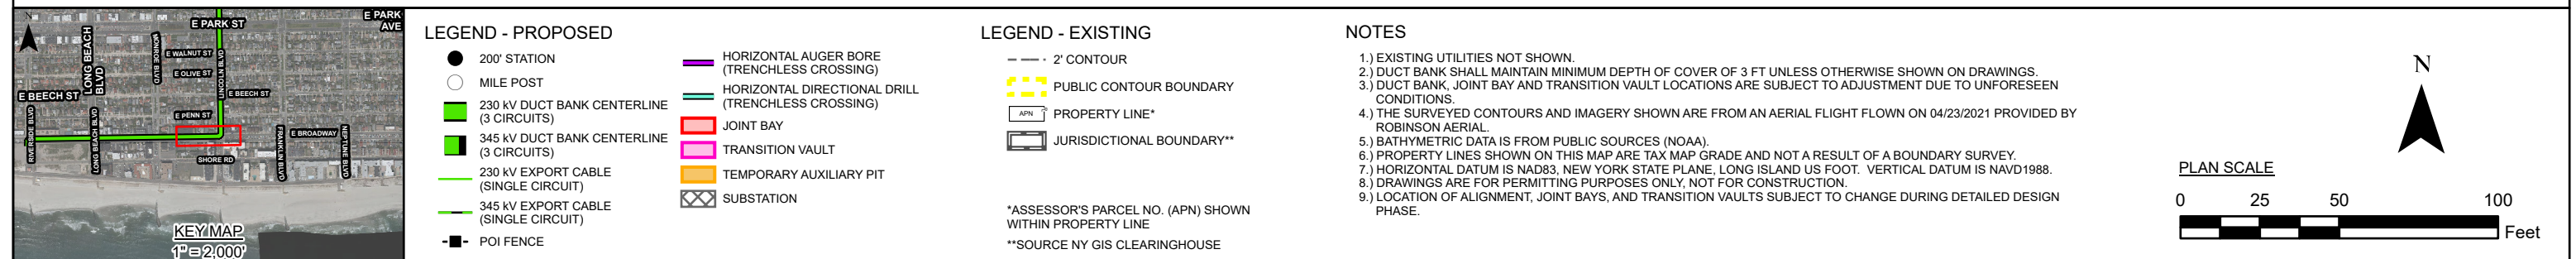 N
E PARK ST
E PARK
AVE
LONG BEACH
BLVD
MONROE BLVD
E WALNUT ST
LINCOLN BLVD
E OLIVE ST
E BEECH ST
E BEECH ST
E PENN ST
RIVERSIDE BLVD
LONG BEACH BLVD
SHORE RD
FRANKLIN BLVD
E BROADWAY
NEPTUNE BLVD
KEY MAP
1" = 2,000'
LEGEND - PROPOSED
200' STATION
MILE POST
230 kV DUCT BANK CENTERLINE
(3 CIRCUITS)
345 kV DUCT BANK CENTERLINE
(3 CIRCUITS)
230 kV EXPORT CABLE
(SINGLE CIRCUIT)
345 kV EXPORT CABLE
(SINGLE CIRCUIT)
POI FENCE
HORIZONTAL AUGER BORE
(TRENCHLESS CROSSING)
HORIZONTAL DIRECTIONAL DRILL
(TRENCHLESS CROSSING)
JOINT BAY
TRANSITION VAULT
TEMPORARY AUXILIARY PIT
SUBSTATION
LEGEND - EXISTING
2' CONTOUR
PUBLIC CONTOUR BOUNDARY
APN PROPERTY LINE*
JURISDICTIONAL BOUNDARY**
*ASSESSOR'S PARCEL NO. (APN) SHOWN
WITHIN PROPERTY LINE
**SOURCE NY GIS CLEARINGHOUSE
NOTES
1.) EXISTING UTILITIES NOT SHOWN.
2.) DUCT BANK SHALL MAINTAIN MINIMUM DEPTH OF COVER OF 3 FT UNLESS OTHERWISE SHOWN ON DRAWINGS.
3.) DUCT BANK, JOINT BAY AND TRANSITION VAULT LOCATIONS ARE SUBJECT TO ADJUSTMENT DUE TO UNFORESEEN
CONDITIONS.
4.) THE SURVEYED CONTOURS AND IMAGERY SHOWN ARE FROM AN AERIAL FLIGHT FLOWN ON 04/23/2021 PROVIDED BY
ROBINSON AERIAL.
5.) BATHYMETRIC DATA IS FROM PUBLIC SOURCES (NOAA).
6.) PROPERTY LINES SHOWN ON THIS MAP ARE TAX MAP GRADE AND NOT A RESULT OF A BOUNDARY SURVEY.
7.) HORIZONTAL DATUM IS NAD83, NEW YORK STATE PLANE, LONG ISLAND US FOOT. VERTICAL DATUM IS NAVD1988.
8.) DRAWINGS ARE FOR PERMITTING PURPOSES ONLY, NOT FOR CONSTRUCTION.
9.) LOCATION OF ALIGNMENT, JOINT BAYS, AND TRANSITION VAULTS SUBJECT TO CHANGE DURING DETAILED DESIGN
PHASE.
N
PLAN SCALE
0 25 50 100
Feet